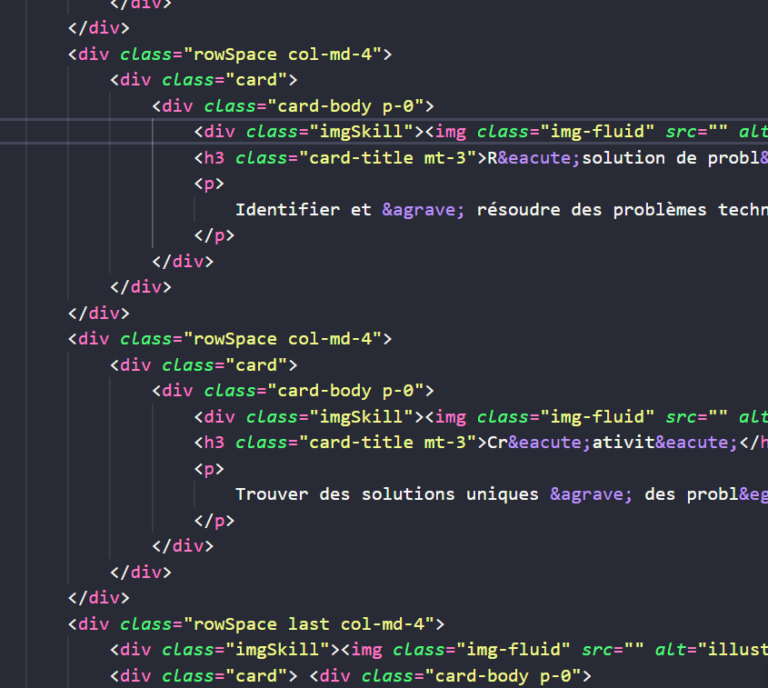 </div>
</div>
<div class="rowSpace col-md-4">
<div class="card">
<div class="card-body p-0">
<div class="imgSkill"><img class="img-fluid" src="" alt
<h3 class="card-title mt-3">R&eacute;solution de probl&
<p>
Identifier et &agrave; résoudre des problèmes techn
</p>
</div>
</div>
</div>
<div class="rowSpace col-md-4">
<div class="card">
<div class="card-body p-0">
<div class="imgSkill"><img class="img-fluid" src="" alt
<h3 class="card-title mt-3">Cr&eacute;ativit&eacute;</h
<p>
Trouver des solutions uniques &agrave; des probl&eg
</p>
</div>
</div>
</div>
<div class="rowSpace last col-md-4">
<div class="imgSkill"><img class="img-fluid" src="" alt="illust
<div class="card"> <div class="card-body p-0">